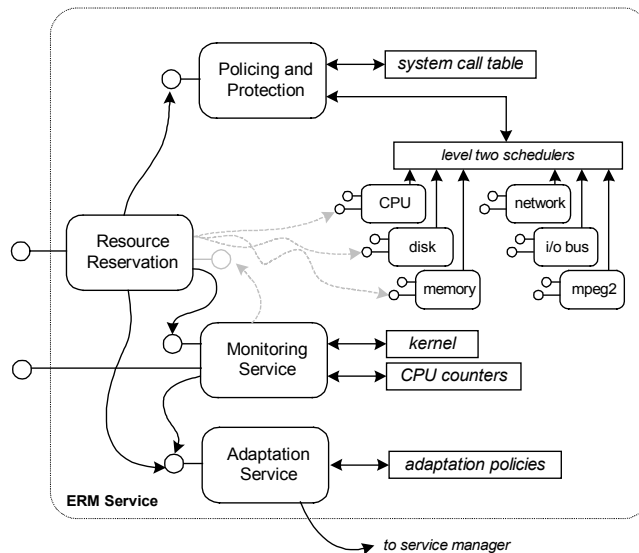 Policing and
Protection
system call table
level two schedulers
CPU
network
disk
i/o bus
memory
mpeg2
Resource
Reservation
Monitoring
Service
kernel
CPU counters
Adaptation
Service
adaptation policies
ERM Service
to service manager